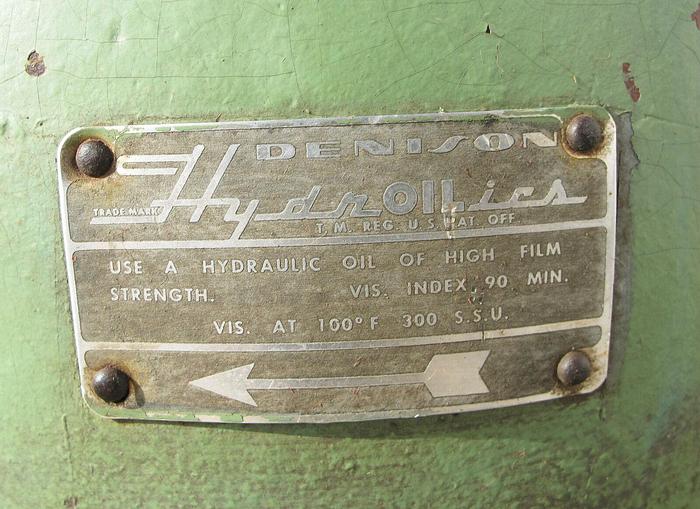 DENISON
HydrOILics
TRADE MARK
T. M. REG. U. S. PAT. OFF.
USE A HYDRAULIC OIL OF HIGH FILM
STRENGTH. VIS. INDEX 90 MIN.
VIS. AT 100° F 300 S.S.U.